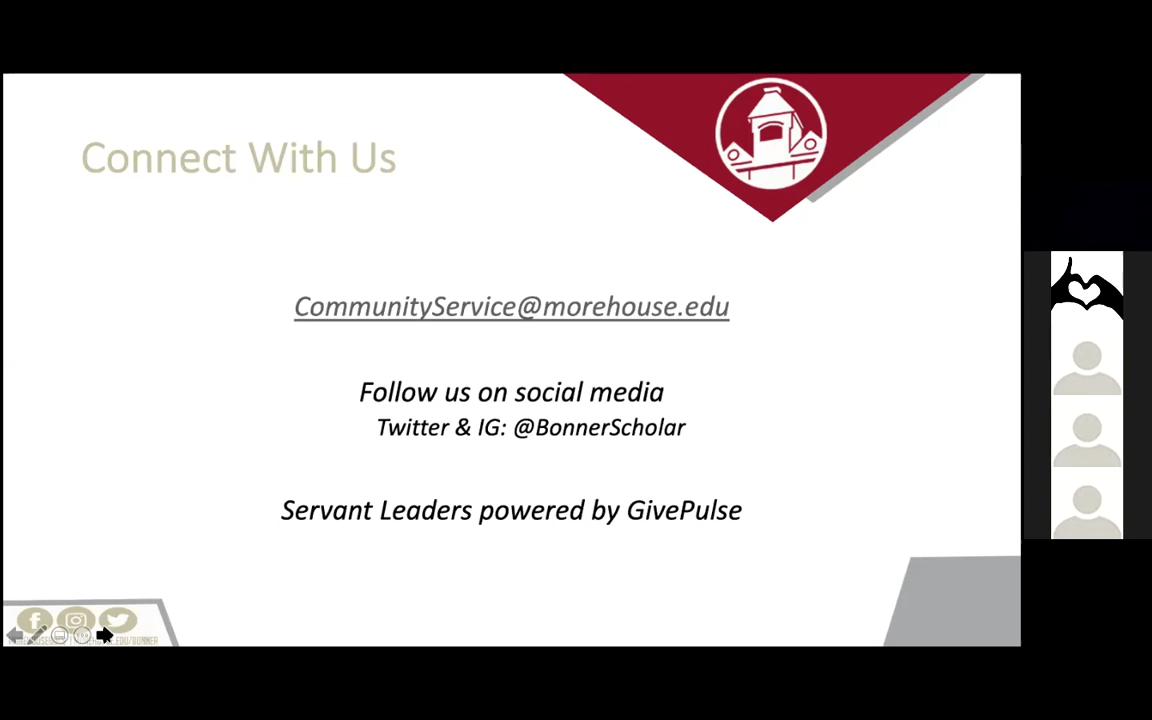 Connect With Us
CommunityService@morehouse.edu
Follow us on social media
Twitter & IG: @BonnerScholar
Servant Leaders powered by GivePulse